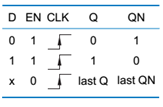 D EN CLK Q QN
0 1 0 1
1 1 1 0
x 0 last Q last QN